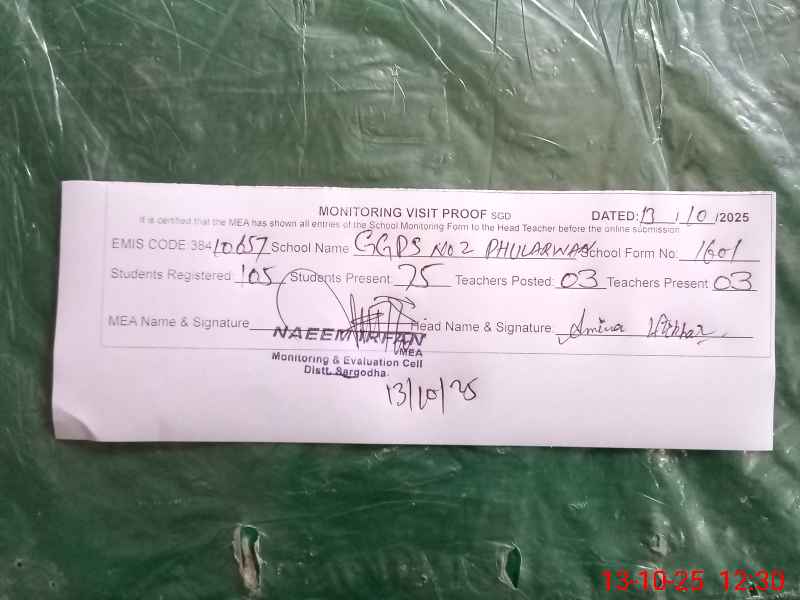 MONITORING VISIT PROOF SGD DATED: 13 / 10 /2025
It is certified that the MEA has shown all entries of the School Monitoring Form to the Head Teacher before the online submission
EMIS CODE 384 10657 School Name GGPS NO 2 PHULARWAN School Form No. 1601
Students Registered: 105 Students Present: 75 Teachers Posted: 03 Teachers Present 03
MEA Name & Signature Head Name & Signature: Amina
NAEEM IRFAN
MEA
Monitoring & Evaluation Cell
Distt. Sargodha.
13/10/25
13-10-25 12:30